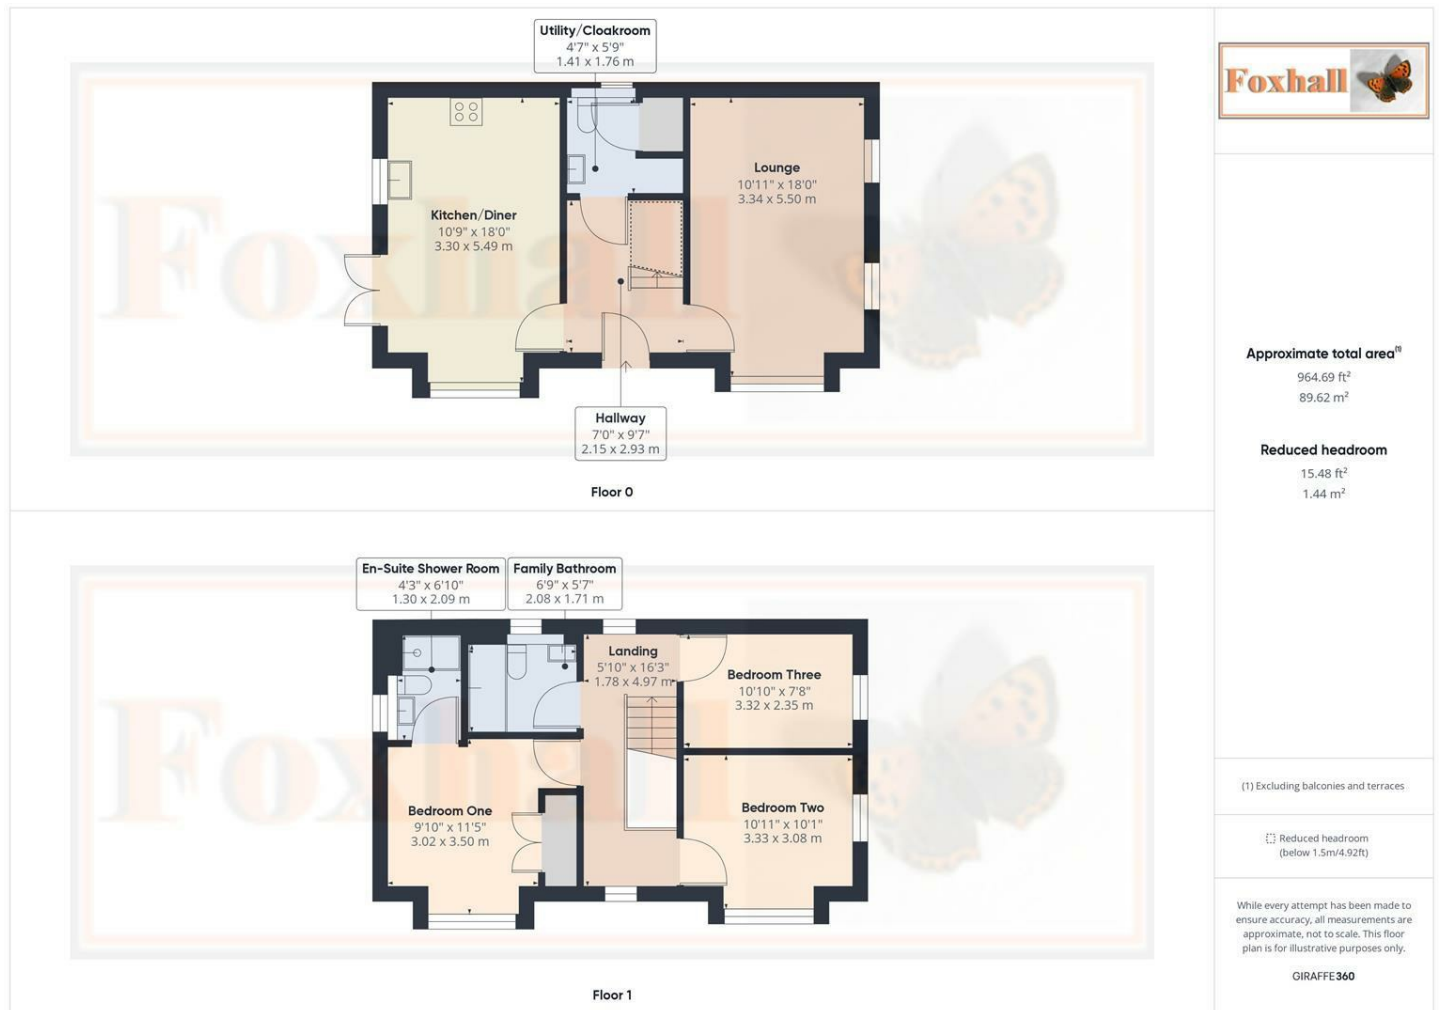 Utility/Cloakroom
4'7" x 5'9"
1.41 x 1.76 m
Kitchen/Diner
10'9" x 18'0"
3.30 x 5.49 m
Lounge
10'11" x 18'0"
3.34 x 5.50 m
Hallway
7'0" x 9'7"
2.15 x 2.93 m
Foxhall
Floor 0
En-Suite Shower Room
4'3" x 6'10"
1.30 x 2.09 m
Family Bathroom
6'9" x 5'7"
2.08 x 1.71 m
Landing
5'10" x 16'3"
1.78 x 4.97 m
Bedroom Three
10'10" x 7'8"
3.32 x 2.35 m
Bedroom One
9'10" x 11'5"
3.02 x 3.50 m
Bedroom Two
10'11" x 10'1"
3.33 x 3.08 m
Foxhall
Floor 1
Foxhall
Approximate total area(1)
964.69 ft²
89.62 m²
Reduced headroom
15.48 ft²
1.44 m²
(1) Excluding balconies and terraces
Reduced headroom
(below 1.5m/4.92ft)
While every attempt has been made to
ensure accuracy, all measurements are
approximate, not to scale. This floor
plan is for illustrative purposes only.
GIRAFFE360